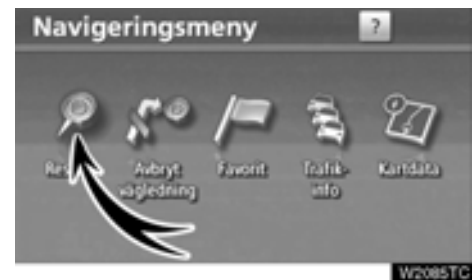 Navigeringsmeny
?
Avbryt
vägledning
Favorit
Trafik-
info
Kartdata
W2085TC